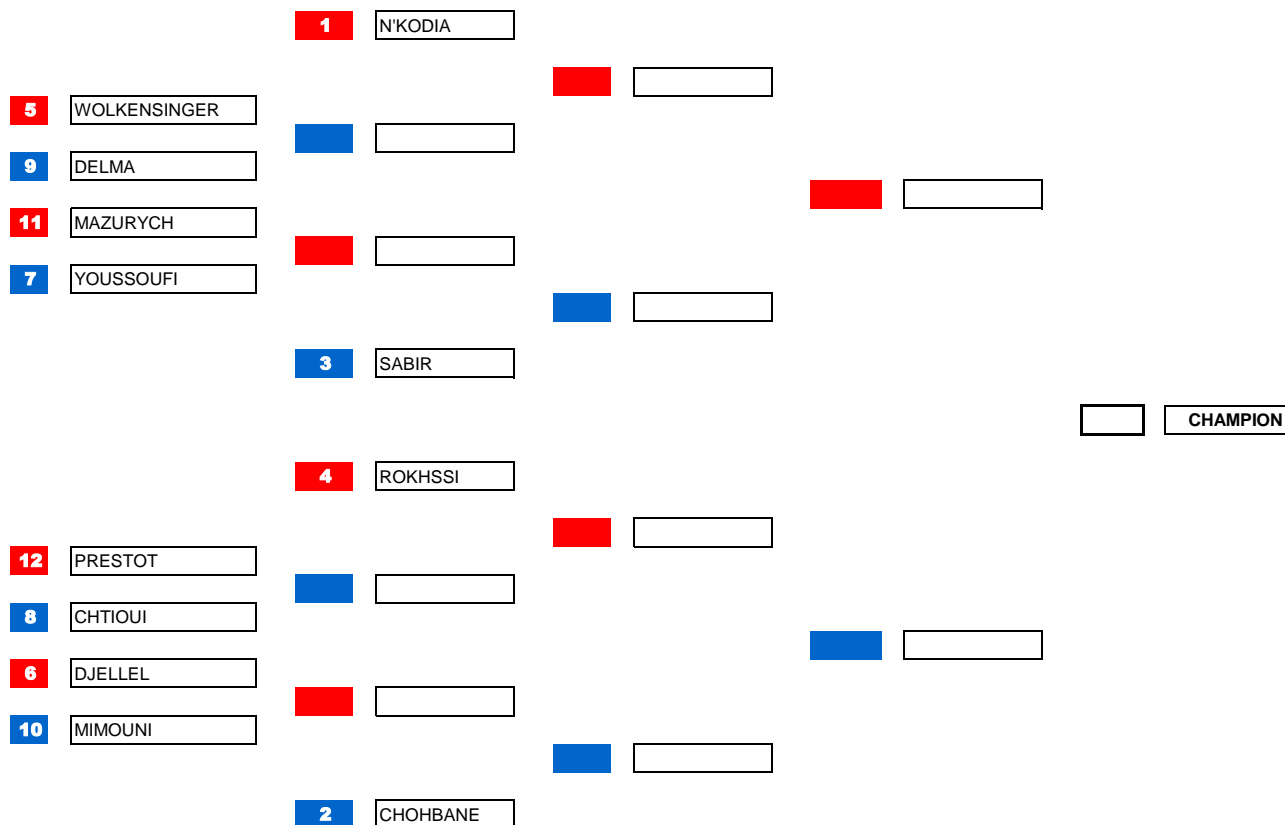 1 N'KODIA
5 WOLKENSINGER
9 DELMA
11 MAZURYCH
7 YOUSSOUFI
3 SABIR
CHAMPION
4 ROKHSSI
12 PRESTOT
8 CHTIOUI
6 DJELLEL
10 MIMOUNI
2 CHOHBANE